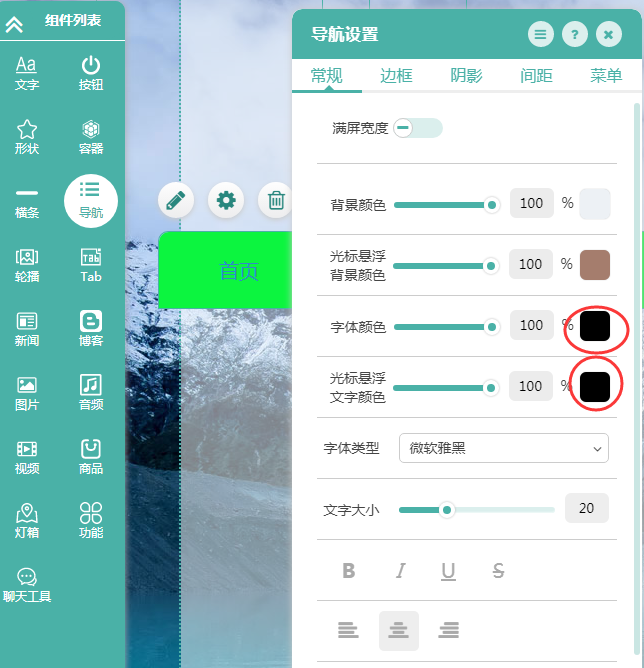 组件列表
Aa
文字
按钮
形状
容器
横条
导航
轮播
Tab
Tab
新闻
博客
图片
音频
视频
商品
灯箱
功能
聊天工具
首页
导航设置
?
常规 边框 阴影 间距 菜单
满屏宽度
背景颜色 100 %
光标悬浮
背景颜色 100 %
字体颜色 100 %
光标悬浮
文字颜色 100 %
字体类型 微软雅黑
文字大小 20
B I U S